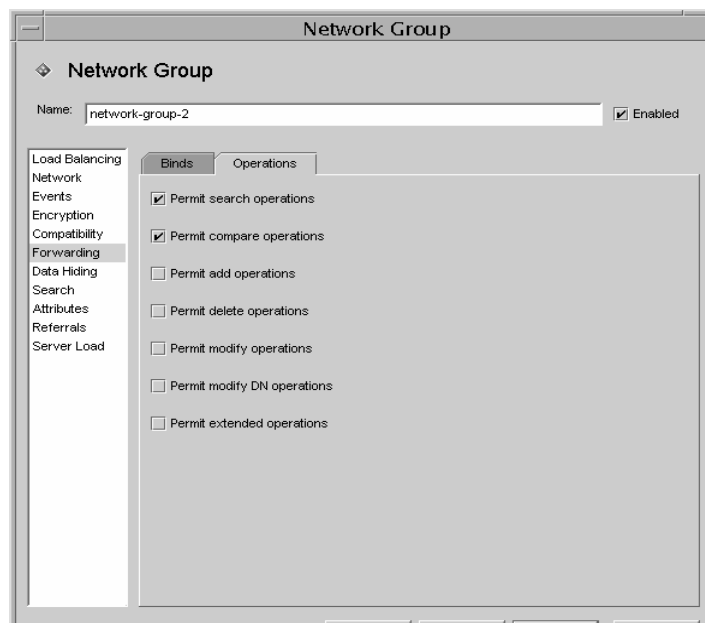 Network Group
Network Group
Name: network-group-2 Enabled
Load Balancing
Network
Events
Encryption
Compatibility
Forwarding
Data Hiding
Search
Attributes
Referrals
Server Load
Binds Operations
Permit search operations
Permit compare operations
Permit add operations
Permit delete operations
Permit modify operations
Permit modify DN operations
Permit extended operations